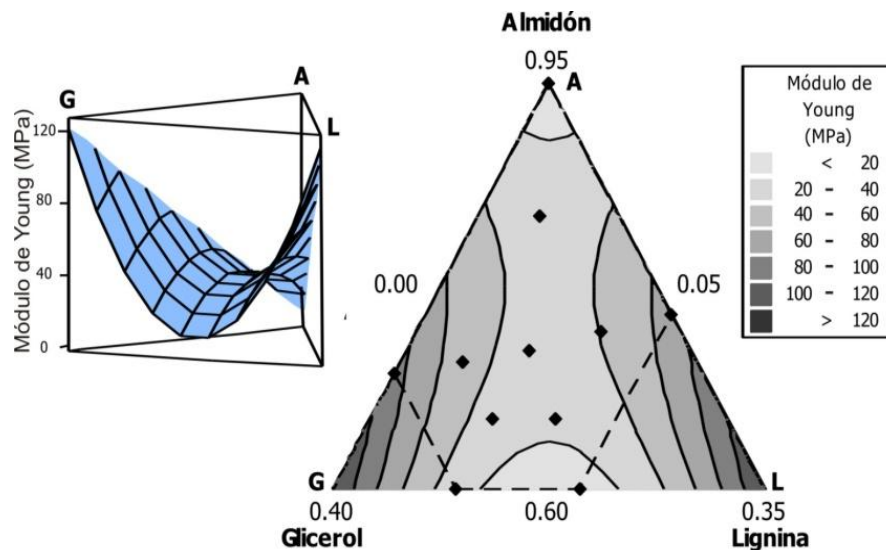 G
A
L
Módulo de Young (MPa)
120
80
40
0
Almidón
0.95
A
0.00
0.05
G
L
0.40
0.60
0.35
Glicerol
Lignina
Módulo de
Young
(MPa)
< 20
20 - 40
40 - 60
60 - 80
80 - 100
100 - 120
> 120